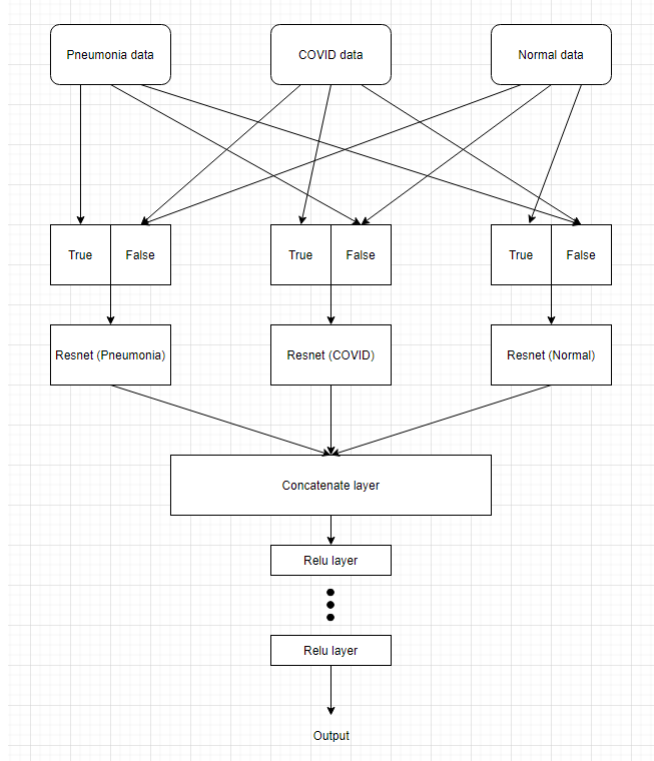 Pneumonia data
COVID data
Normal data
True
False
True
False
True
False
Resnet (Pneumonia)
Resnet (COVID)
Resnet (Normal)
Concatenate layer
Relu layer
Relu layer
Output